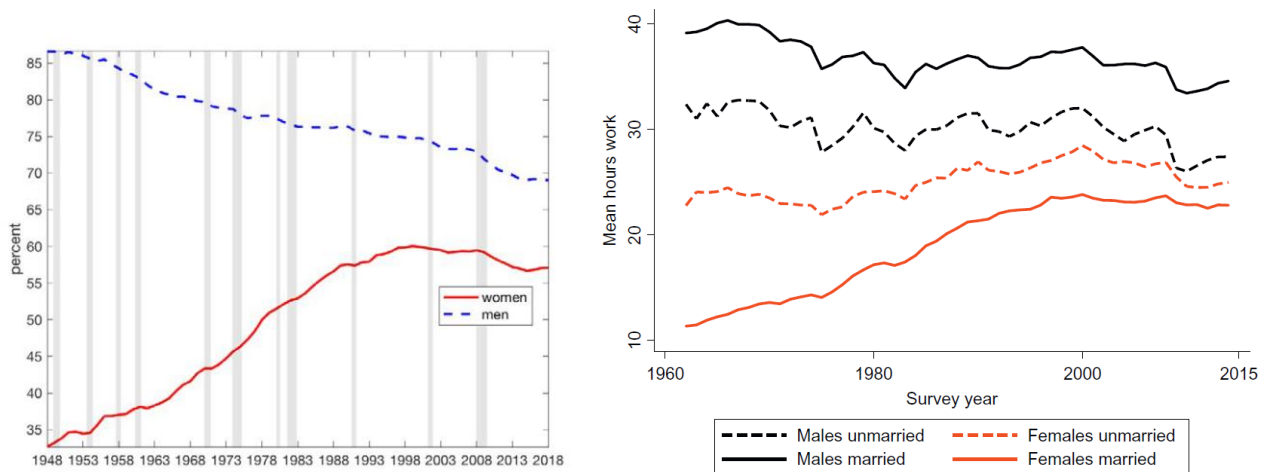 85
80
75
70
65
60
55
50
45
40
35
percent
women
men
1948 1953 1958 1963 1968 1973 1978 1983 1988 1993 1998 2003 2008 2013 2018
40
30
20
10
Mean hours work
1960 1980 2000 2015
Survey year
Males unmarried Females unmarried
Males married Females married